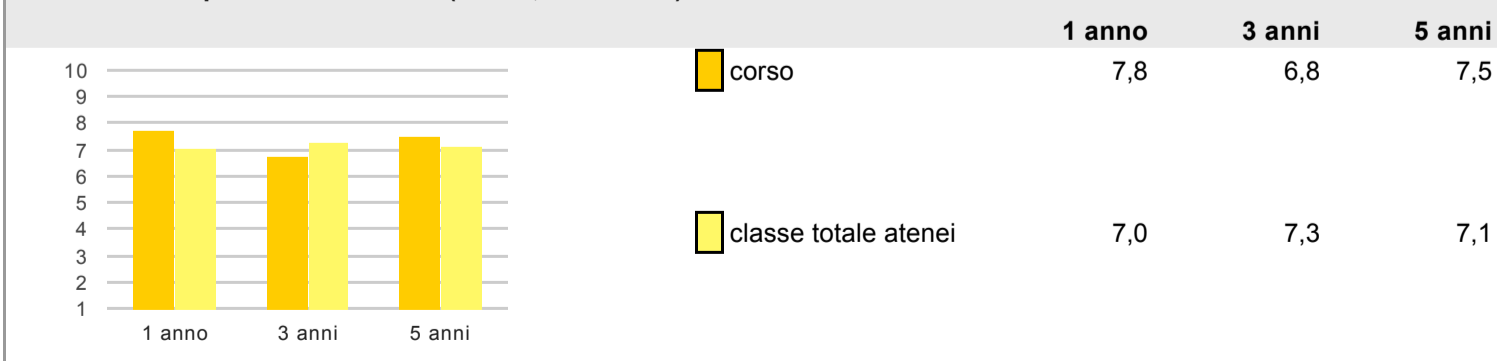 1 anno 3 anni 5 anni
10
9
8
7
6
5
4
3
2
1
1 anno 3 anni 5 anni
corso 7,8 6,8 7,5
classe totale atenei 7,0 7,3 7,1